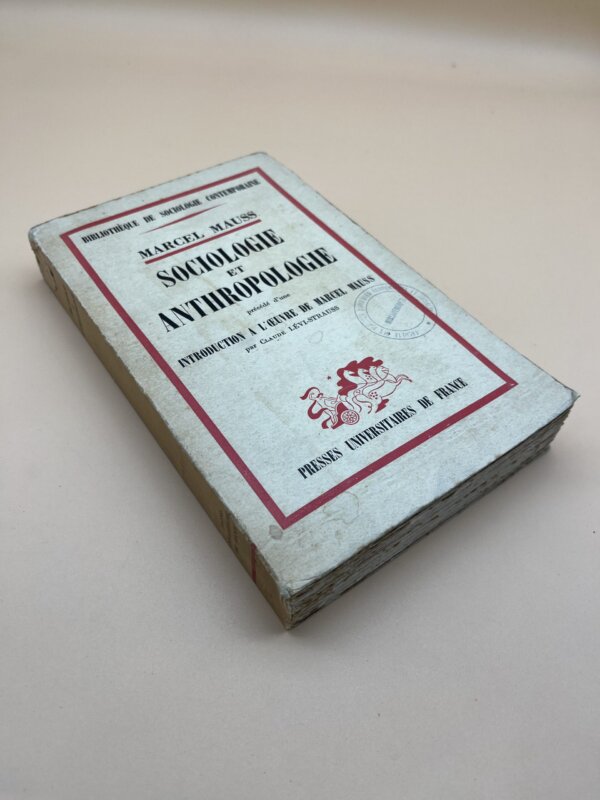 BIBLIOTHÈQUE DE SOCIOLOGIE CONTEMPORAINE
MARCEL MAUSS
SOCIOLOGIE
ET
ANTHROPOLOGIE
précédé d'une
INTRODUCTION A L'ŒUVRE DE MARCEL MAUSS
par CLAUDE LÉVI-STRAUSS
PRESSES UNIVERSITAIRES DE FRANCE